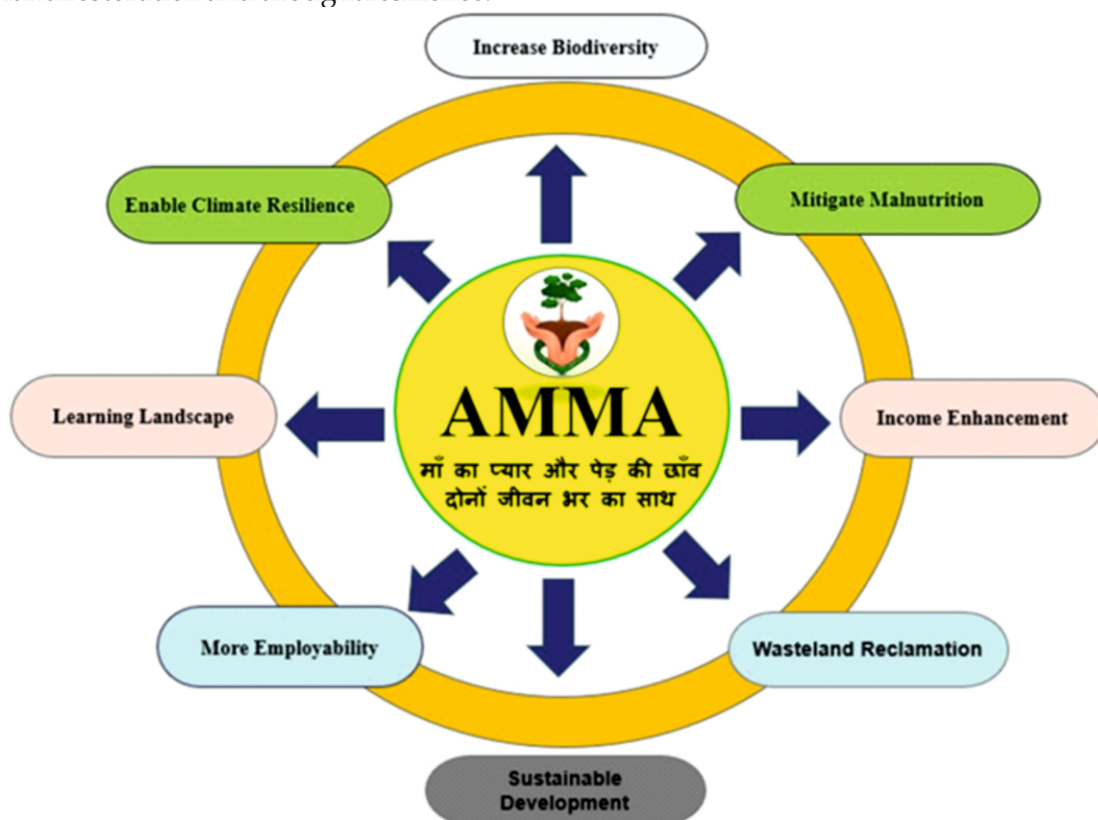 Increase Biodiversity
Enable Climate Resilience
Mitigate Malnutrition
AMMA
माँ का प्यार और पेड़ की छाँव
दोनों जीवन भर का साथ
Learning Landscape
Income Enhancement
More Employability
Wasteland Reclamation
Sustainable
Development